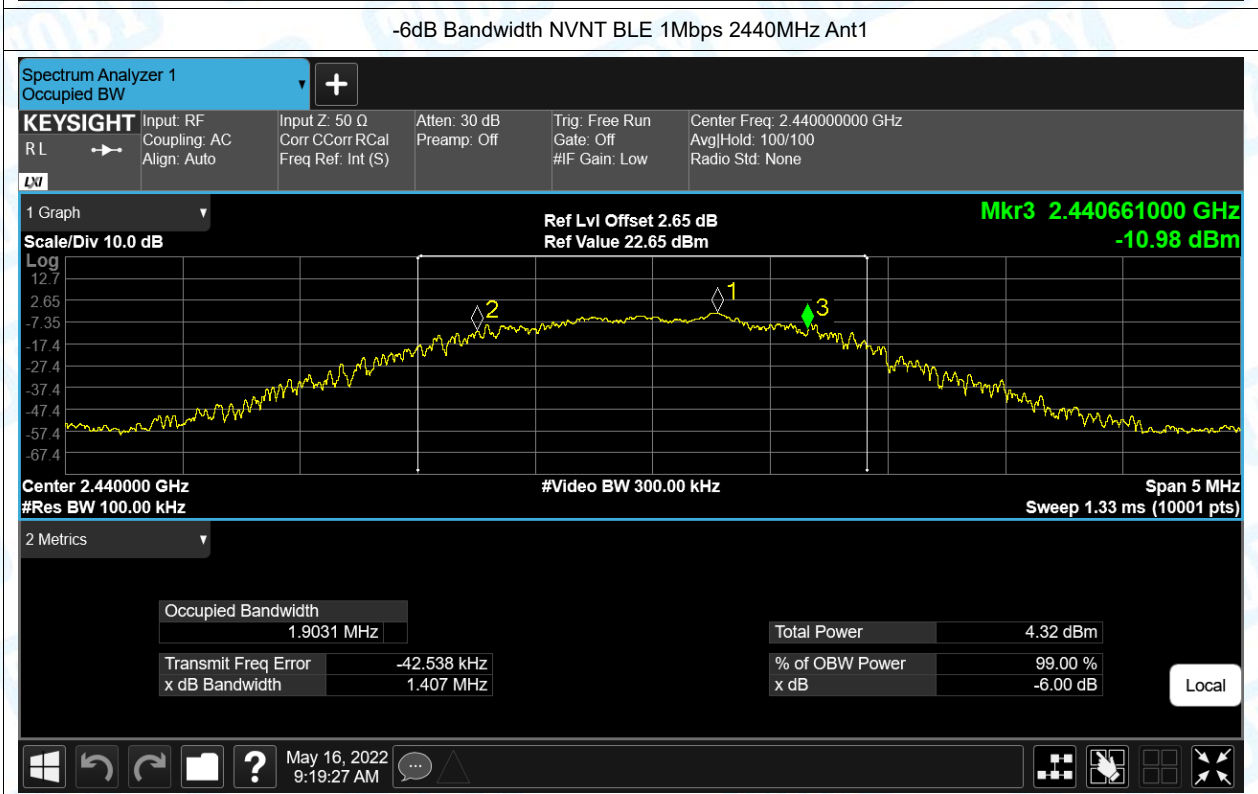 -6dB Bandwidth NVNT BLE 1Mbps 2440MHz Ant1
Spectrum Analyzer 1
Occupied BW
KEYSIGHT
R L
LXI
Input: RF
Coupling: AC
Align: Auto
Input Z: 50 Ω
Corr CCorr RCal
Freq Ref: Int (S)
Atten: 30 dB
Preamp: Off
Trig: Free Run
Gate: Off
#IF Gain: Low
Center Freq: 2.440000000 GHz
Avg|Hold: 100/100
Radio Std: None
1 Graph
Scale/Div 10.0 dB
Ref Lvl Offset 2.65 dB
Ref Value 22.65 dBm
Mkr3 2.440661000 GHz
-10.98 dBm
Log
12.7
2.65
-7.35
-17.4
-27.4
-37.4
-47.4
-57.4
-67.4
2
1
3
Center 2.440000 GHz
#Res BW 100.00 kHz
#Video BW 300.00 kHz
Span 5 MHz
Sweep 1.33 ms (10001 pts)
2 Metrics
Occupied Bandwidth
1.9031 MHz
Transmit Freq Error -42.538 kHz
x dB Bandwidth 1.407 MHz
Total Power 4.32 dBm
% of OBW Power 99.00 %
x dB -6.00 dB
Local
?
May 16, 2022
9:19:27 AM